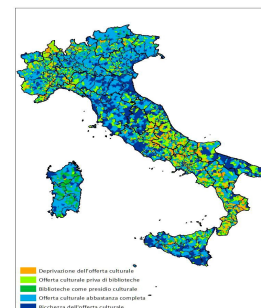 Deprivazione dell'offerta culturale
Offerta culturale priva di biblioteche
Biblioteche come presidio culturale
Offerta culturale abbastanza completa
Ricchezza dell'offerta culturale